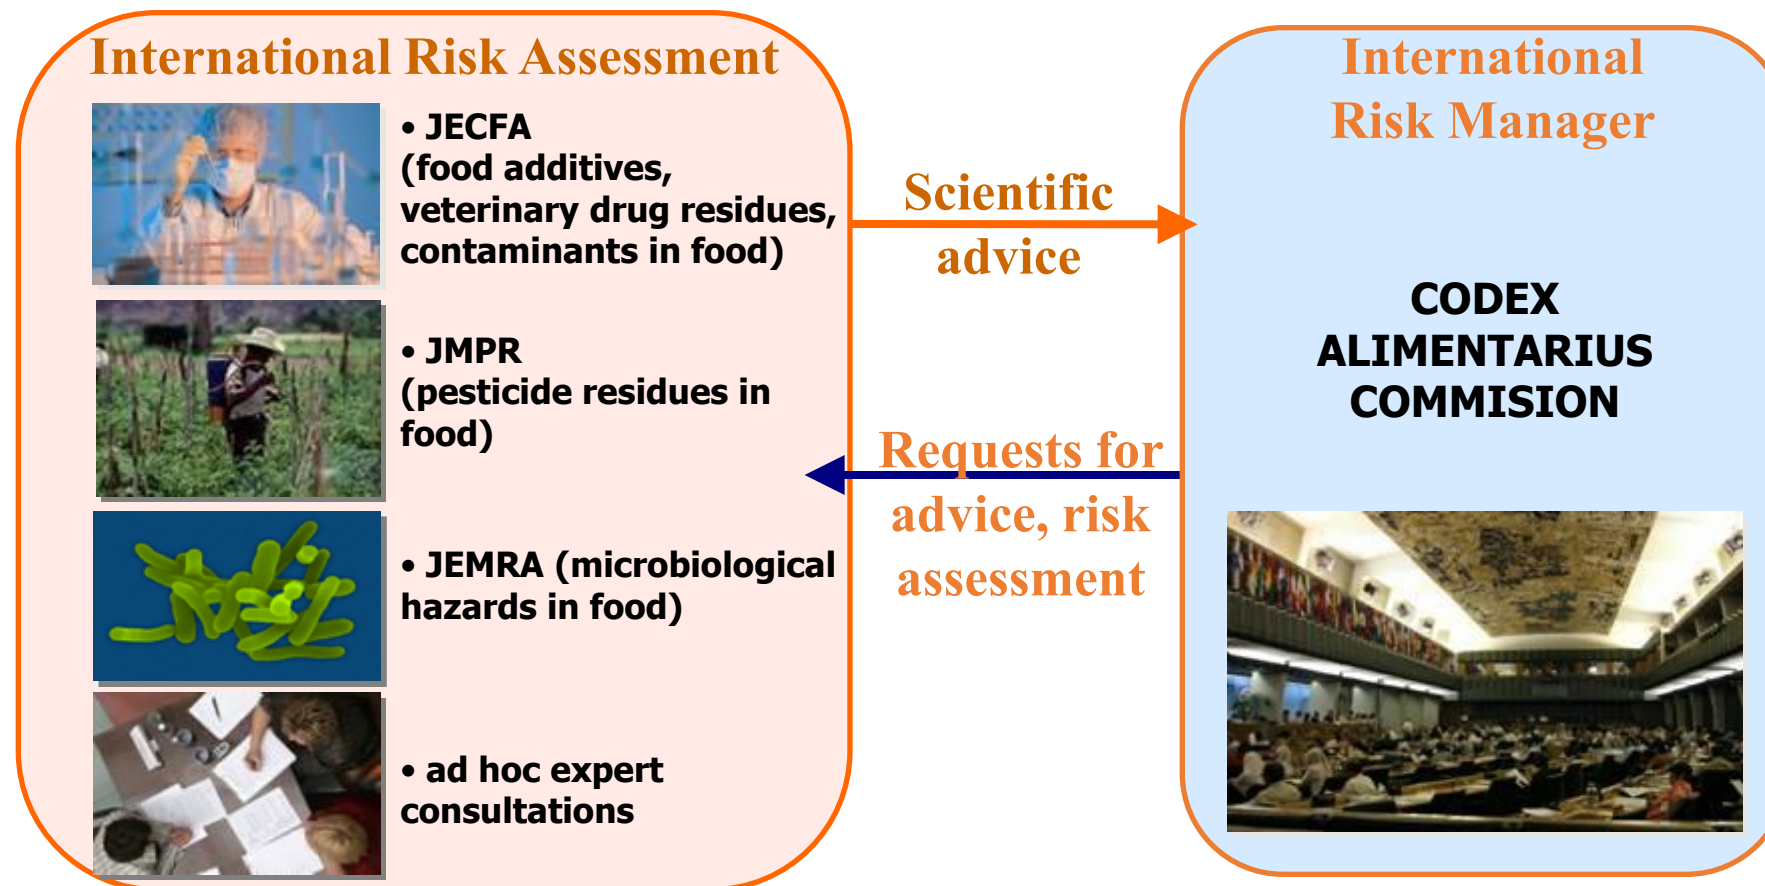 International Risk Assessment
• JECFA
(food additives,
veterinary drug residues,
contaminants in food)
• JMPR
(pesticide residues in
food)
• JEMRA (microbiological
hazards in food)
• ad hoc expert
consultations
Scientific
advice
Requests for
advice, risk
assessment
International
Risk Manager
CODEX
ALIMENTARIUS
COMMISION